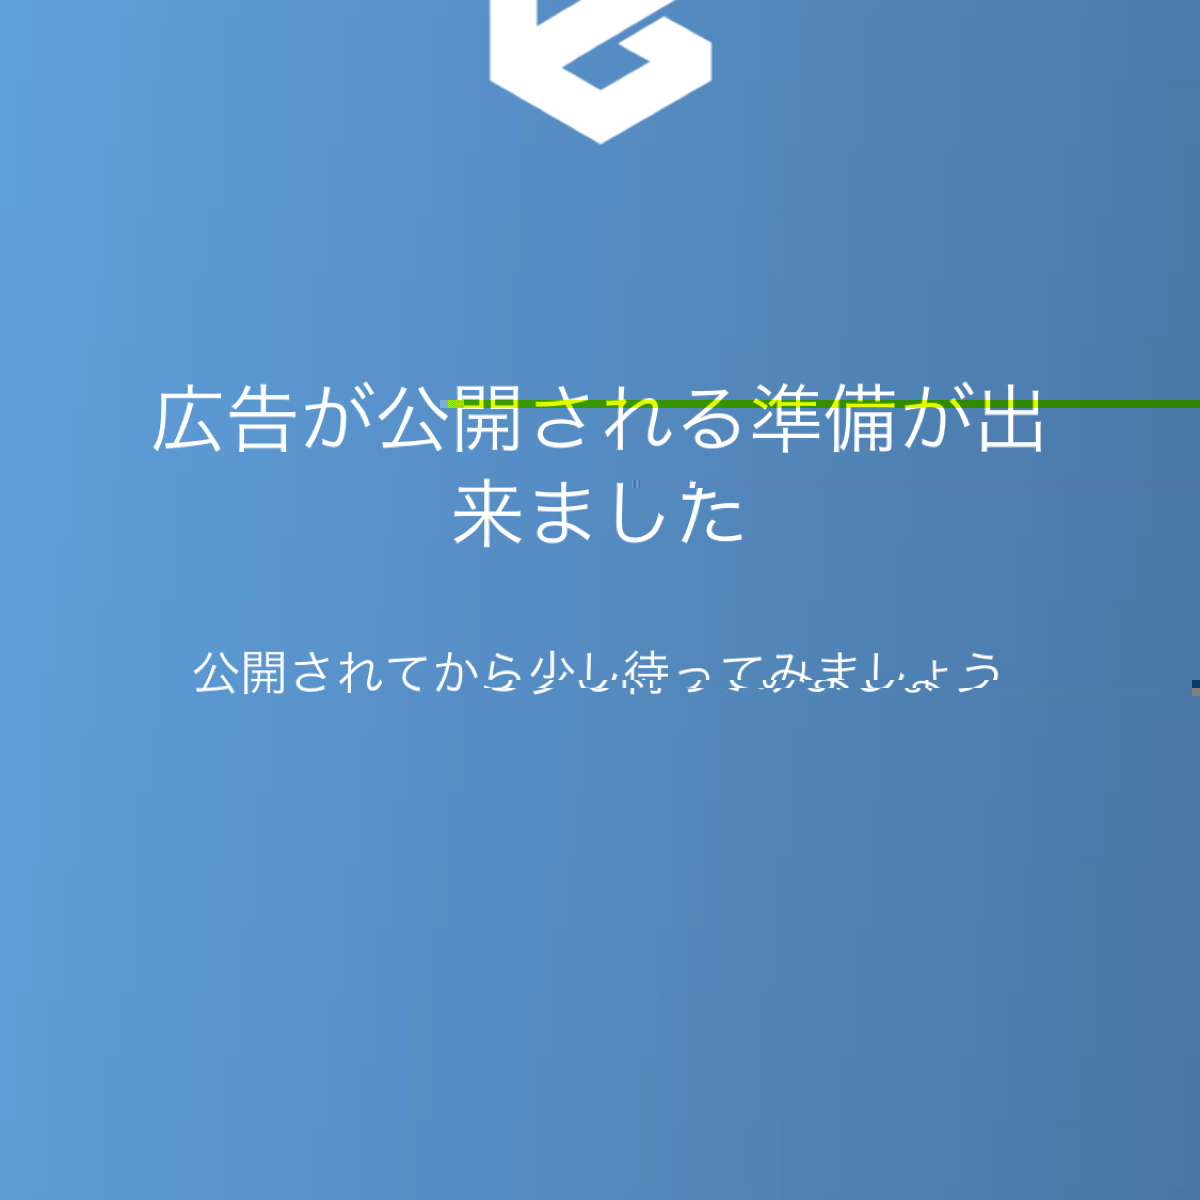 広告が公開される準備が出
来ました
公開されてから少し待ってみましょう